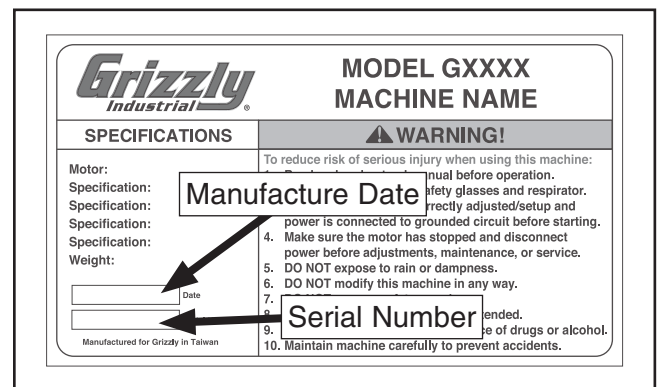 Grizzly
Industrial ®
MODEL GXXXX
MACHINE NAME
SPECIFICATIONS
WARNING!
Motor:
Specification:
Specification:
Specification:
Specification:
Weight:
Date
Manufactured for Grizzly in Taiwan
To reduce risk of serious injury when using this machine:
before operation.
glasses and respirator.
adjusted/setup and
power is connected to grounded circuit before starting.
4. Make sure the motor has stopped and disconnect
power before adjustments, maintenance, or service.
5. DO NOT expose to rain or dampness.
6. DO NOT modify this machine in any way.
7.
9. of drugs or alcohol.
10. Maintain machine carefully to prevent accidents.
Manufacture Date
Serial Number